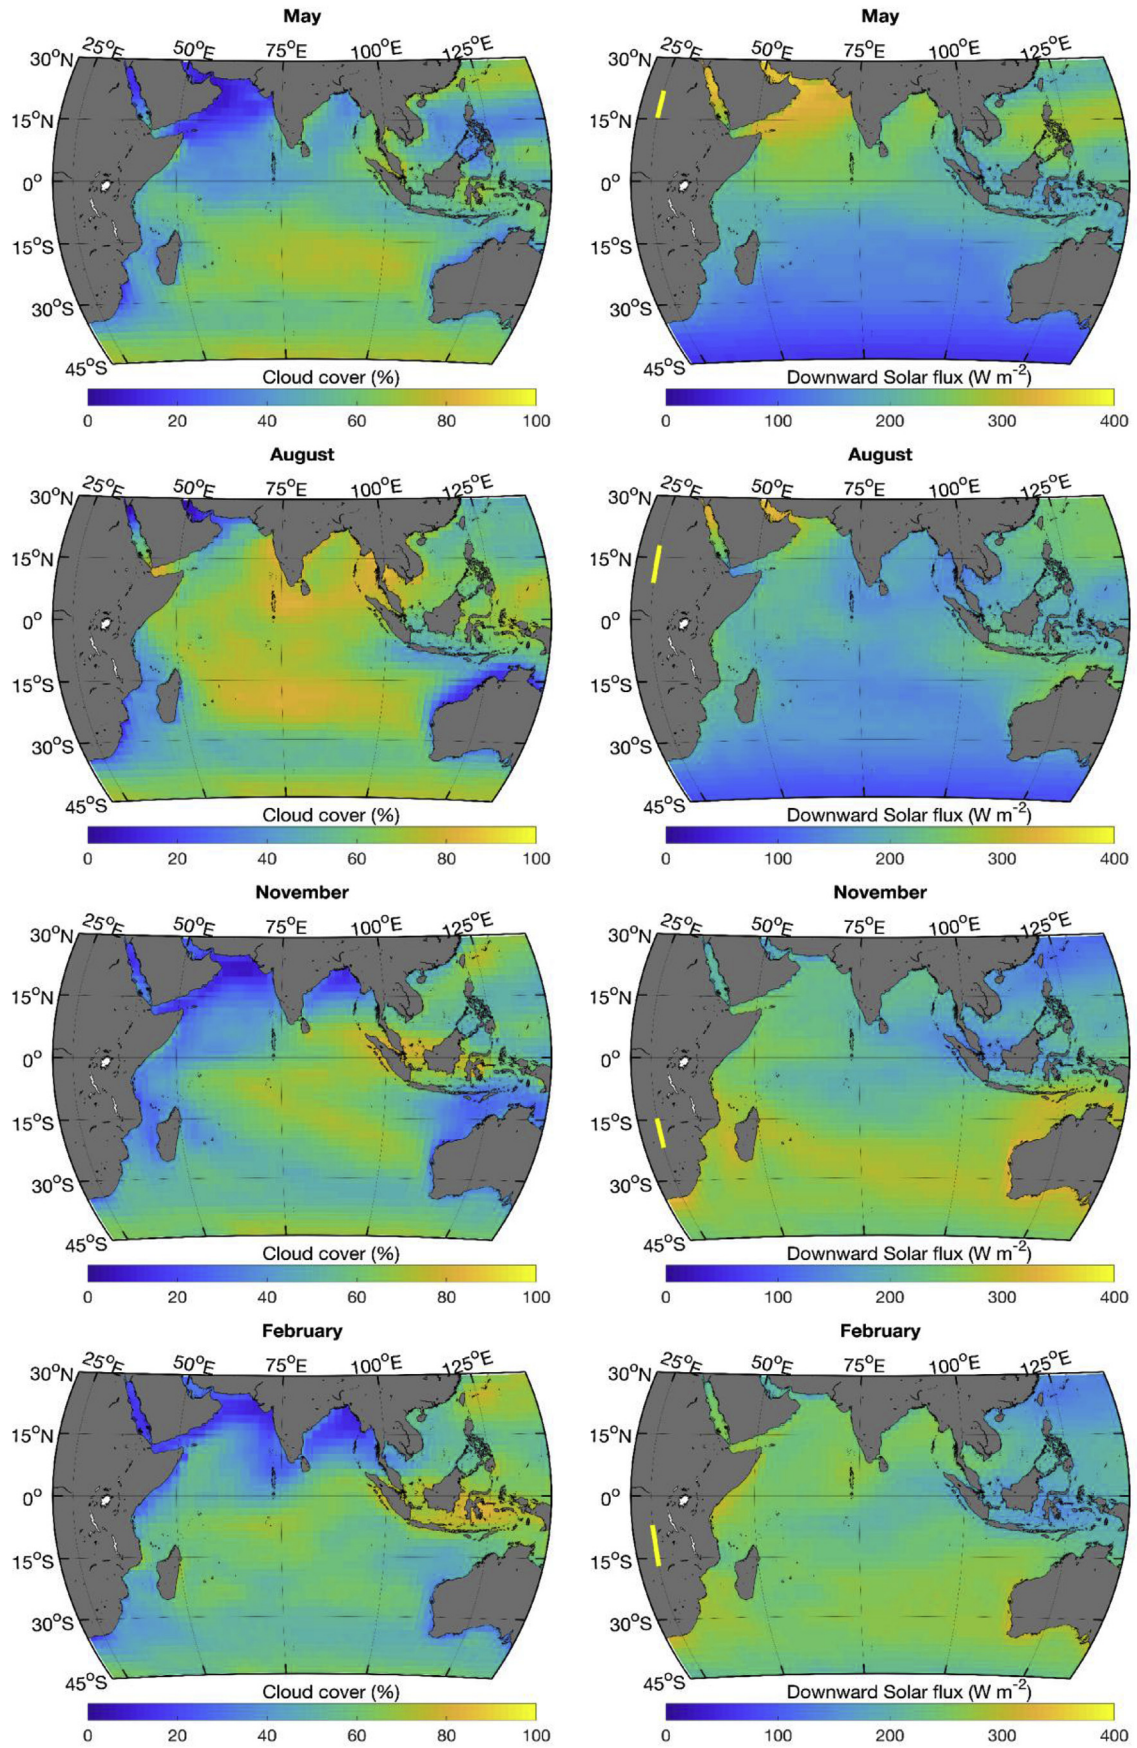 May May
25°E 50°E 75°E 100°E 125°E 25°E 50°E 75°E 100°E 125°E
30°N 30°N
15°N 15°N
0° 0°
15°S 15°S
30°S 30°S
45°S 45°S
Cloud cover (%) Downward Solar flux (W m-2)
0 20 40 60 80 100 0 100 200 300 400
August August
25°E 50°E 75°E 100°E 125°E 25°E 50°E 75°E 100°E 125°E
30°N 30°N
15°N 15°N
0° 0°
15°S 15°S
30°S 30°S
45°S 45°S
Cloud cover (%) Downward Solar flux (W m-2)
0 20 40 60 80 100 0 100 200 300 400
November November
25°E 50°E 75°E 100°E 125°E 25°E 50°E 75°E 100°E 125°E
30°N 30°N
15°N 15°N
0° 0°
15°S 15°S
30°S 30°S
45°S 45°S
Cloud cover (%) Downward Solar flux (W m-2)
0 20 40 60 80 100 0 100 200 300 400
February February
25°E 50°E 75°E 100°E 125°E 25°E 50°E 75°E 100°E 125°E
30°N 30°N
15°N 15°N
0° 0°
15°S 15°S
30°S 30°S
45°S 45°S
Cloud cover (%) Downward Solar flux (W m-2)
0 20 40 60 80 100 0 100 200 300 400